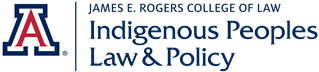 A
JAMES E. ROGERS COLLEGE OF LAW
Indigenous Peoples
Law & Policy